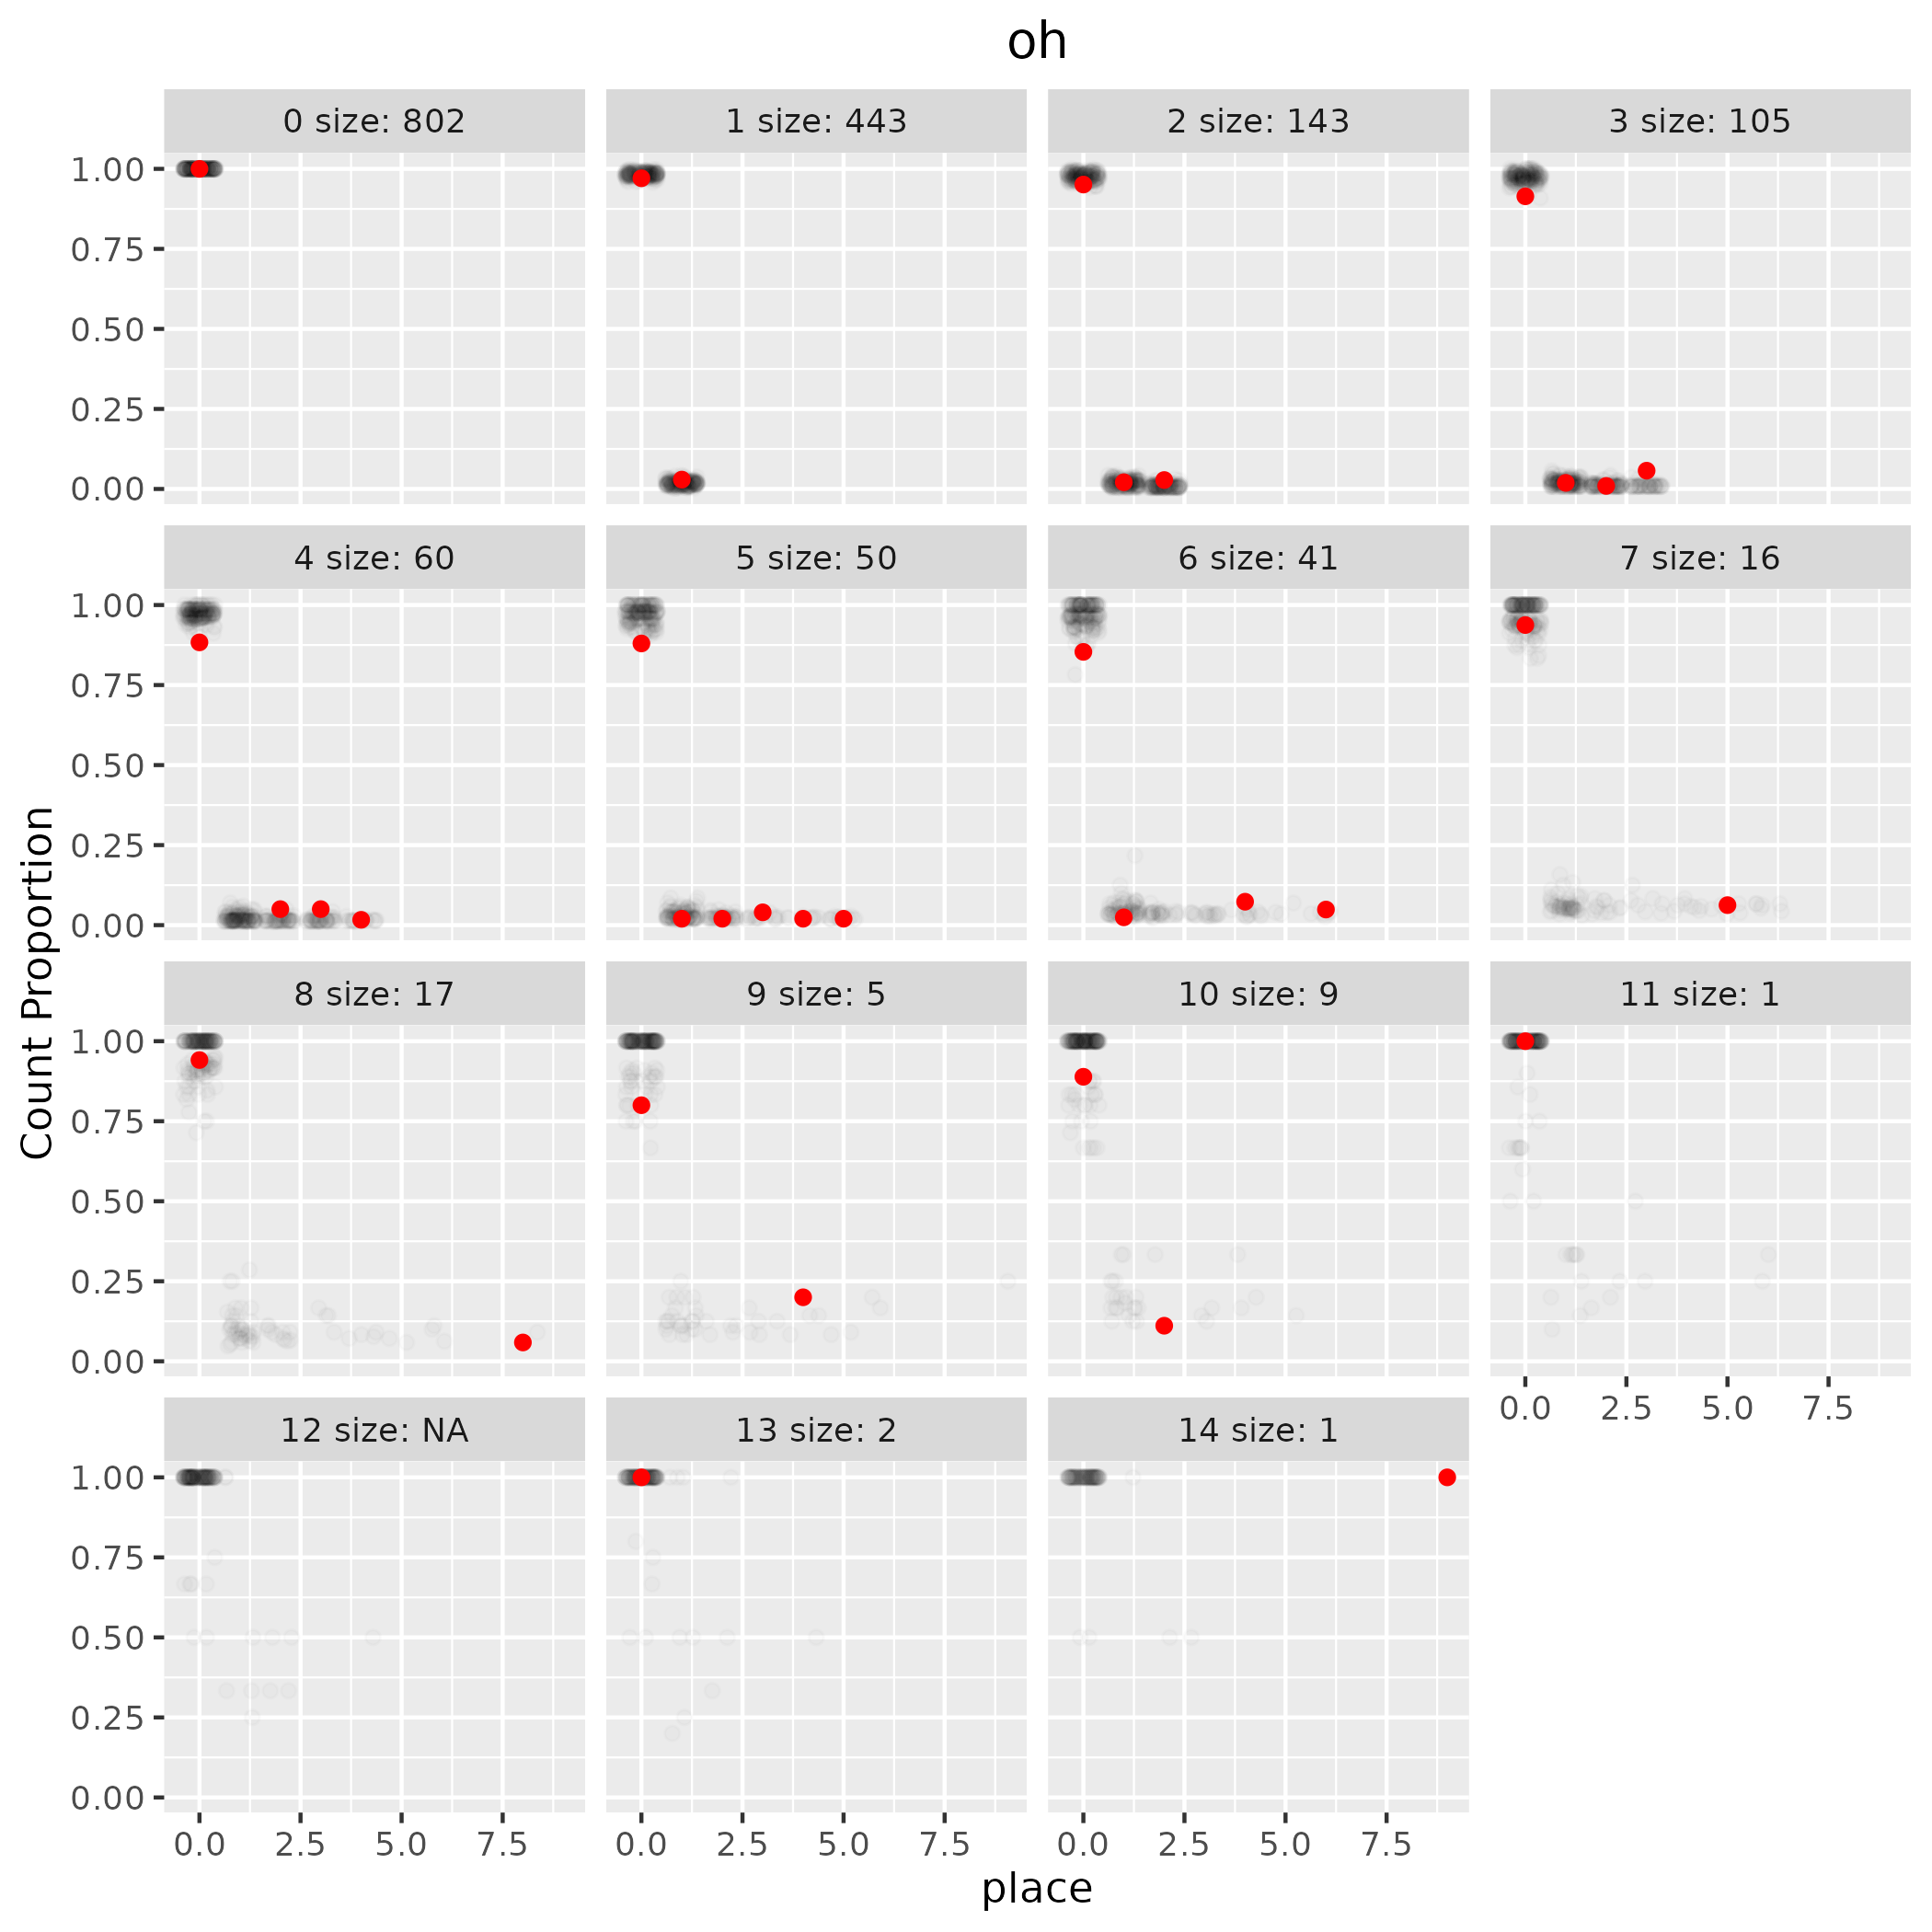 oh
0 size: 802
1 size: 443
2 size: 143
3 size: 105
1.00
0.75
0.50
0.25
0.00
4 size: 60
5 size: 50
6 size: 41
7 size: 16
1.00
0.75
0.50
0.25
0.00
Count Proportion
8 size: 17
9 size: 5
10 size: 9
11 size: 1
1.00
0.75
0.50
0.25
0.00
0.0 2.5 5.0 7.5
12 size: NA
13 size: 2
14 size: 1
1.00
0.75
0.50
0.25
0.00
0.0 2.5 5.0 7.5
0.0 2.5 5.0 7.5
0.0 2.5 5.0 7.5
place